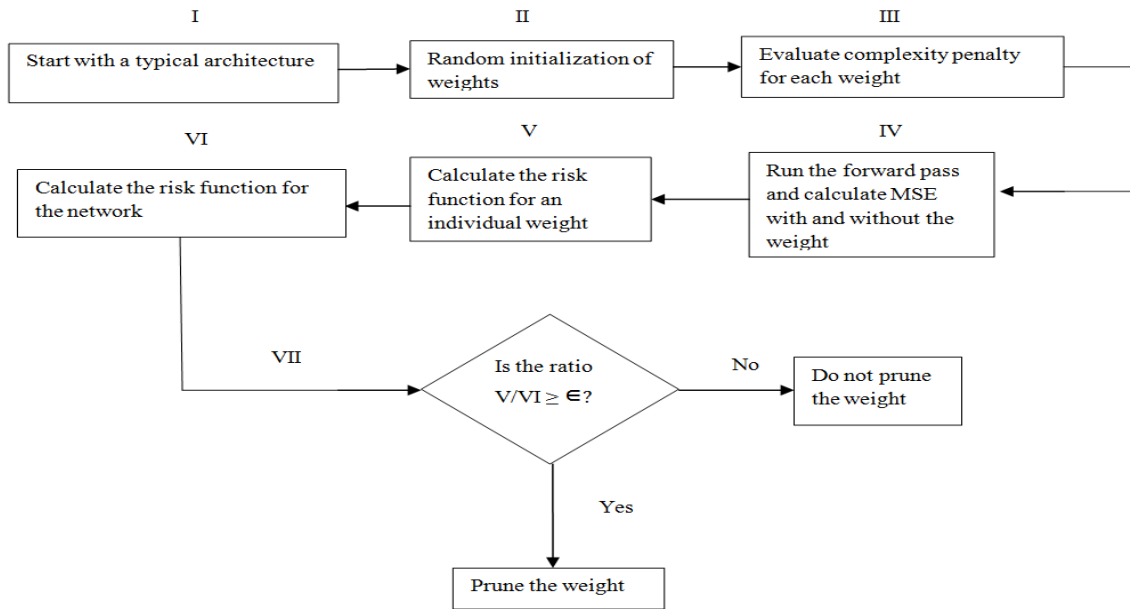 I
II
III
Start with a typical architecture
Random initialization of
weights
Evaluate complexity penalty
for each weight
VI
V
IV
Calculate the risk function for
the network
Calculate the risk
function for an
individual weight
Run the forward pass
and calculate MSE
with and without the
weight
VII
Is the ratio
V/VI ≥ ∈?
No
Do not prune
the weight
Yes
Prune the weight